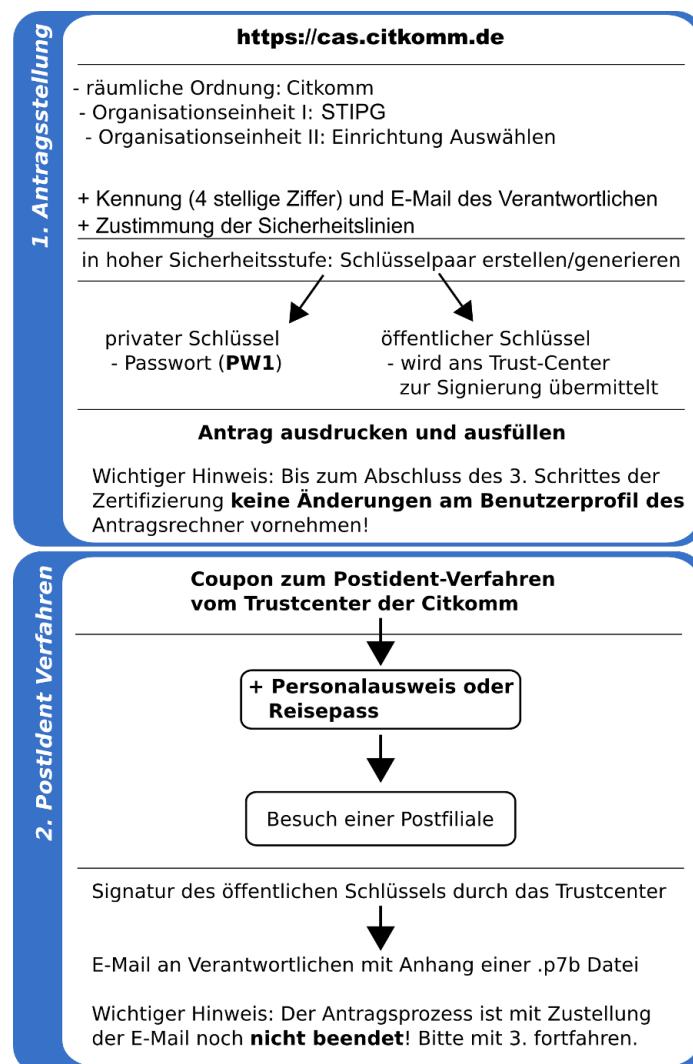 1. Antragsstellung
https://cas.citkomm.de
- räumliche Ordnung: Citkomm
- Organisationseinheit I: STIPG
- Organisationseinheit II: Einrichtung Auswählen
+ Kennung (4 stellige Ziffer) und E-Mail des Verantwortlichen
+ Zustimmung der Sicherheitslinien
in hoher Sicherheitsstufe: Schlüsselpaar erstellen/generieren
privater Schlüssel
- Passwort (PW1)
öffentlicher Schlüssel
- wird ans Trust-Center
zur Signierung übermittelt
Antrag ausdrucken und ausfüllen
Wichtiger Hinweis: Bis zum Abschluss des 3. Schrittes der
Zertifizierung keine Änderungen am Benutzerprofil des
Antragsrechner vornehmen!
2. PostIdent Verfahren
Coupon zum Postident-Verfahren
vom Trustcenter der Citkomm
+ Personalausweis oder
Reisepass
Besuch einer Postfiliale
Signatur des öffentlichen Schlüssels durch das Trustcenter
E-Mail an Verantwortlichen mit Anhang einer .p7b Datei
Wichtiger Hinweis: Der Antragsprozess ist mit Zustellung
der E-Mail noch nicht beendet! Bitte mit 3. fortfahren.